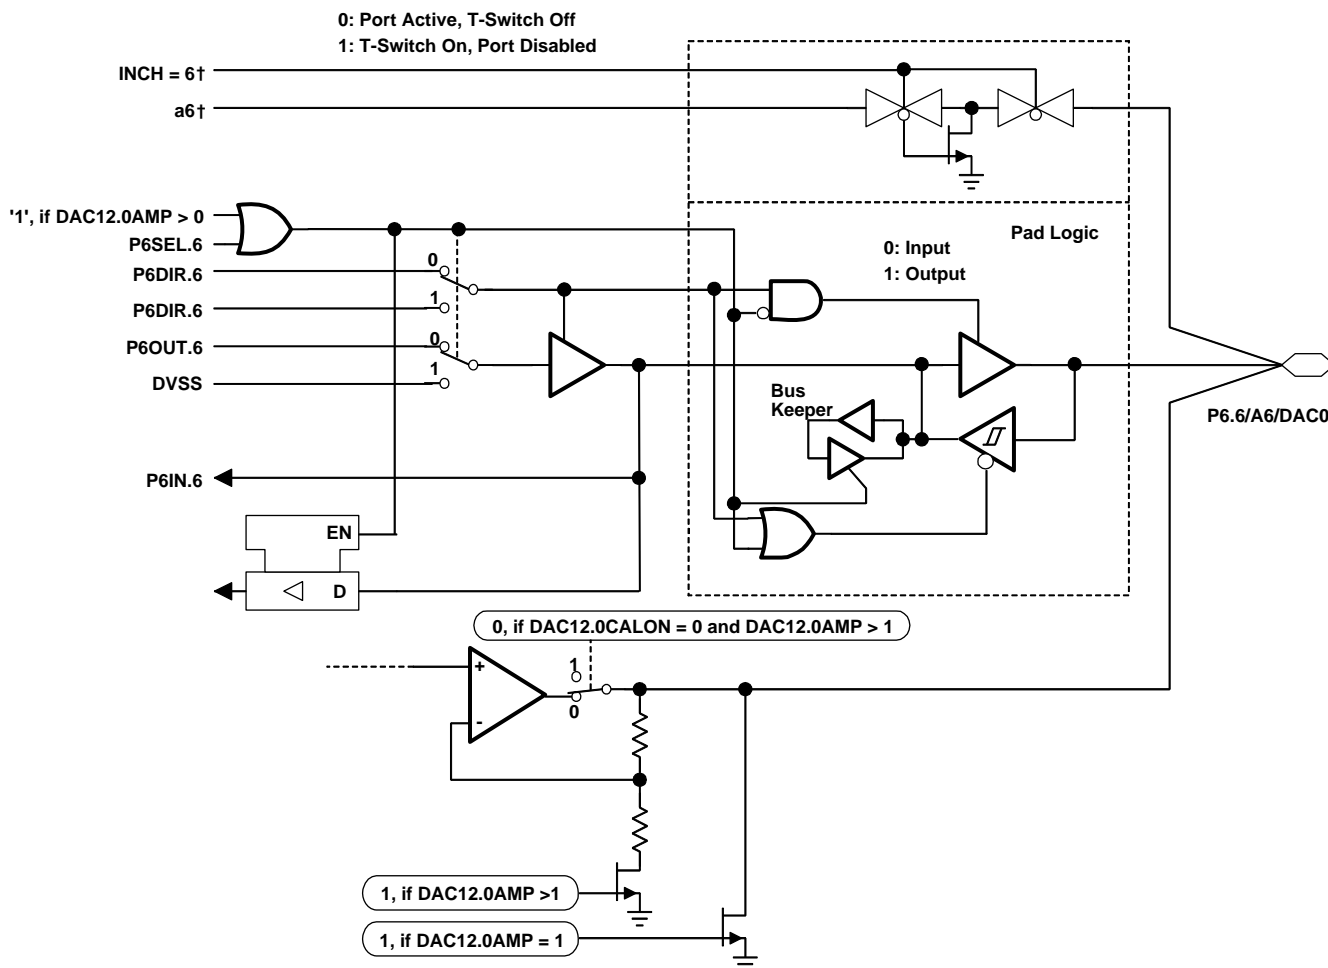 0: Port Active, T-Switch Off
1: T-Switch On, Port Disabled
INCH = 6†
a6†
'1', if DAC12.0AMP > 0
P6SEL.6
Pad Logic
0: Input
1: Output
P6DIR.6
0
P6DIR.6
1
P6OUT.6
0
DVSS
1
Bus
Keeper
P6.6/A6/DAC0
P6IN.6
EN
D
0, if DAC12.0CALON = 0 and DAC12.0AMP > 1
+
1
0
-
1, if DAC12.0AMP >1
1, if DAC12.0AMP = 1